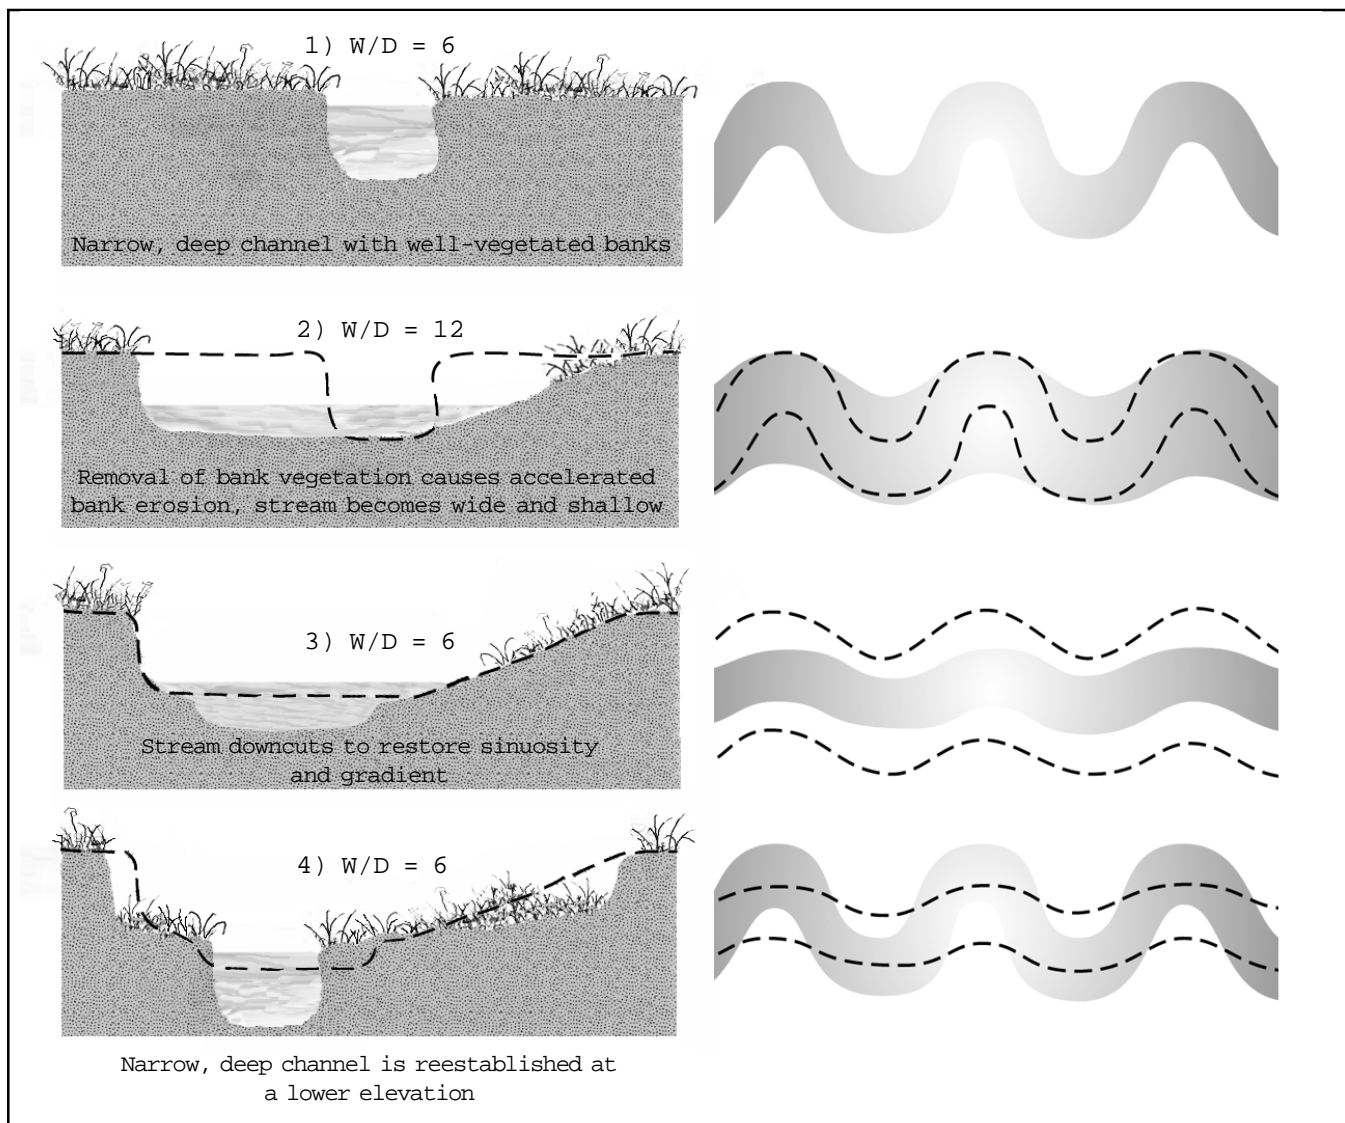 1) W/D = 6
Narrow, deep channel with well-vegetated banks
2) W/D = 12
Removal of bank vegetation causes accelerated
bank erosion, stream becomes wide and shallow
3) W/D = 6
Stream downcuts to restore sinuosity
and gradient
4) W/D = 6
Narrow, deep channel is reestablished at
a lower elevation